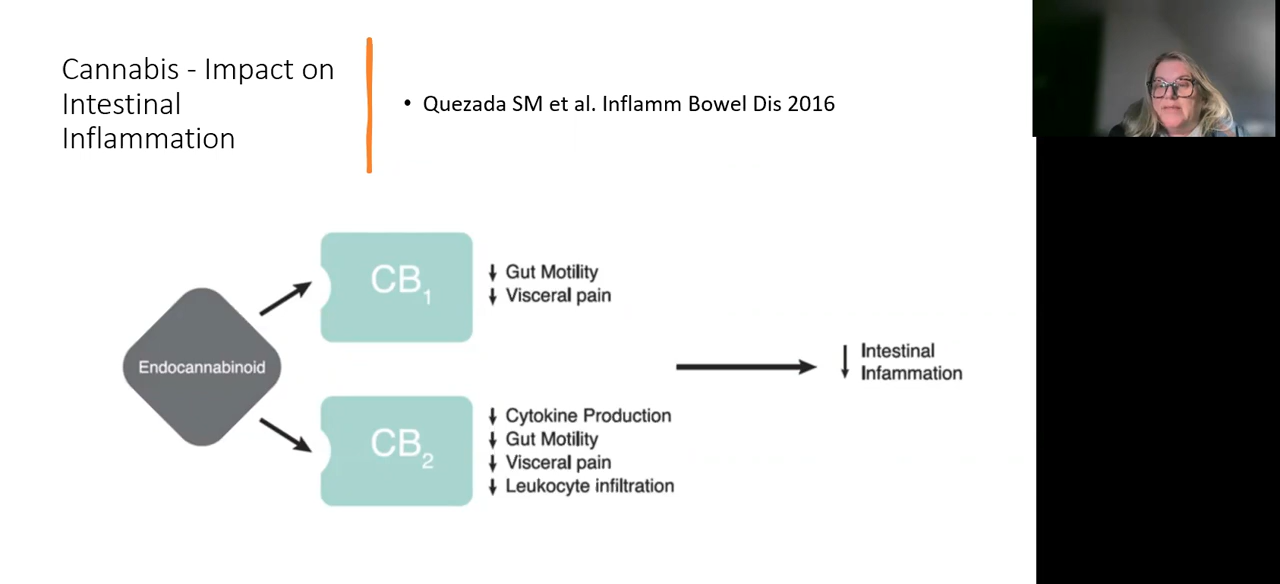 Cannabis - Impact on
Intestinal
Inflammation
• Quezada SM et al. Inflamm Bowel Dis 2016
Endocannabinoid
CB1
↓ Gut Motility
↓ Visceral pain
CB2
↓ Cytokine Production
↓ Gut Motility
↓ Visceral pain
↓ Leukocyte infiltration
↓ Intestinal
Infammation